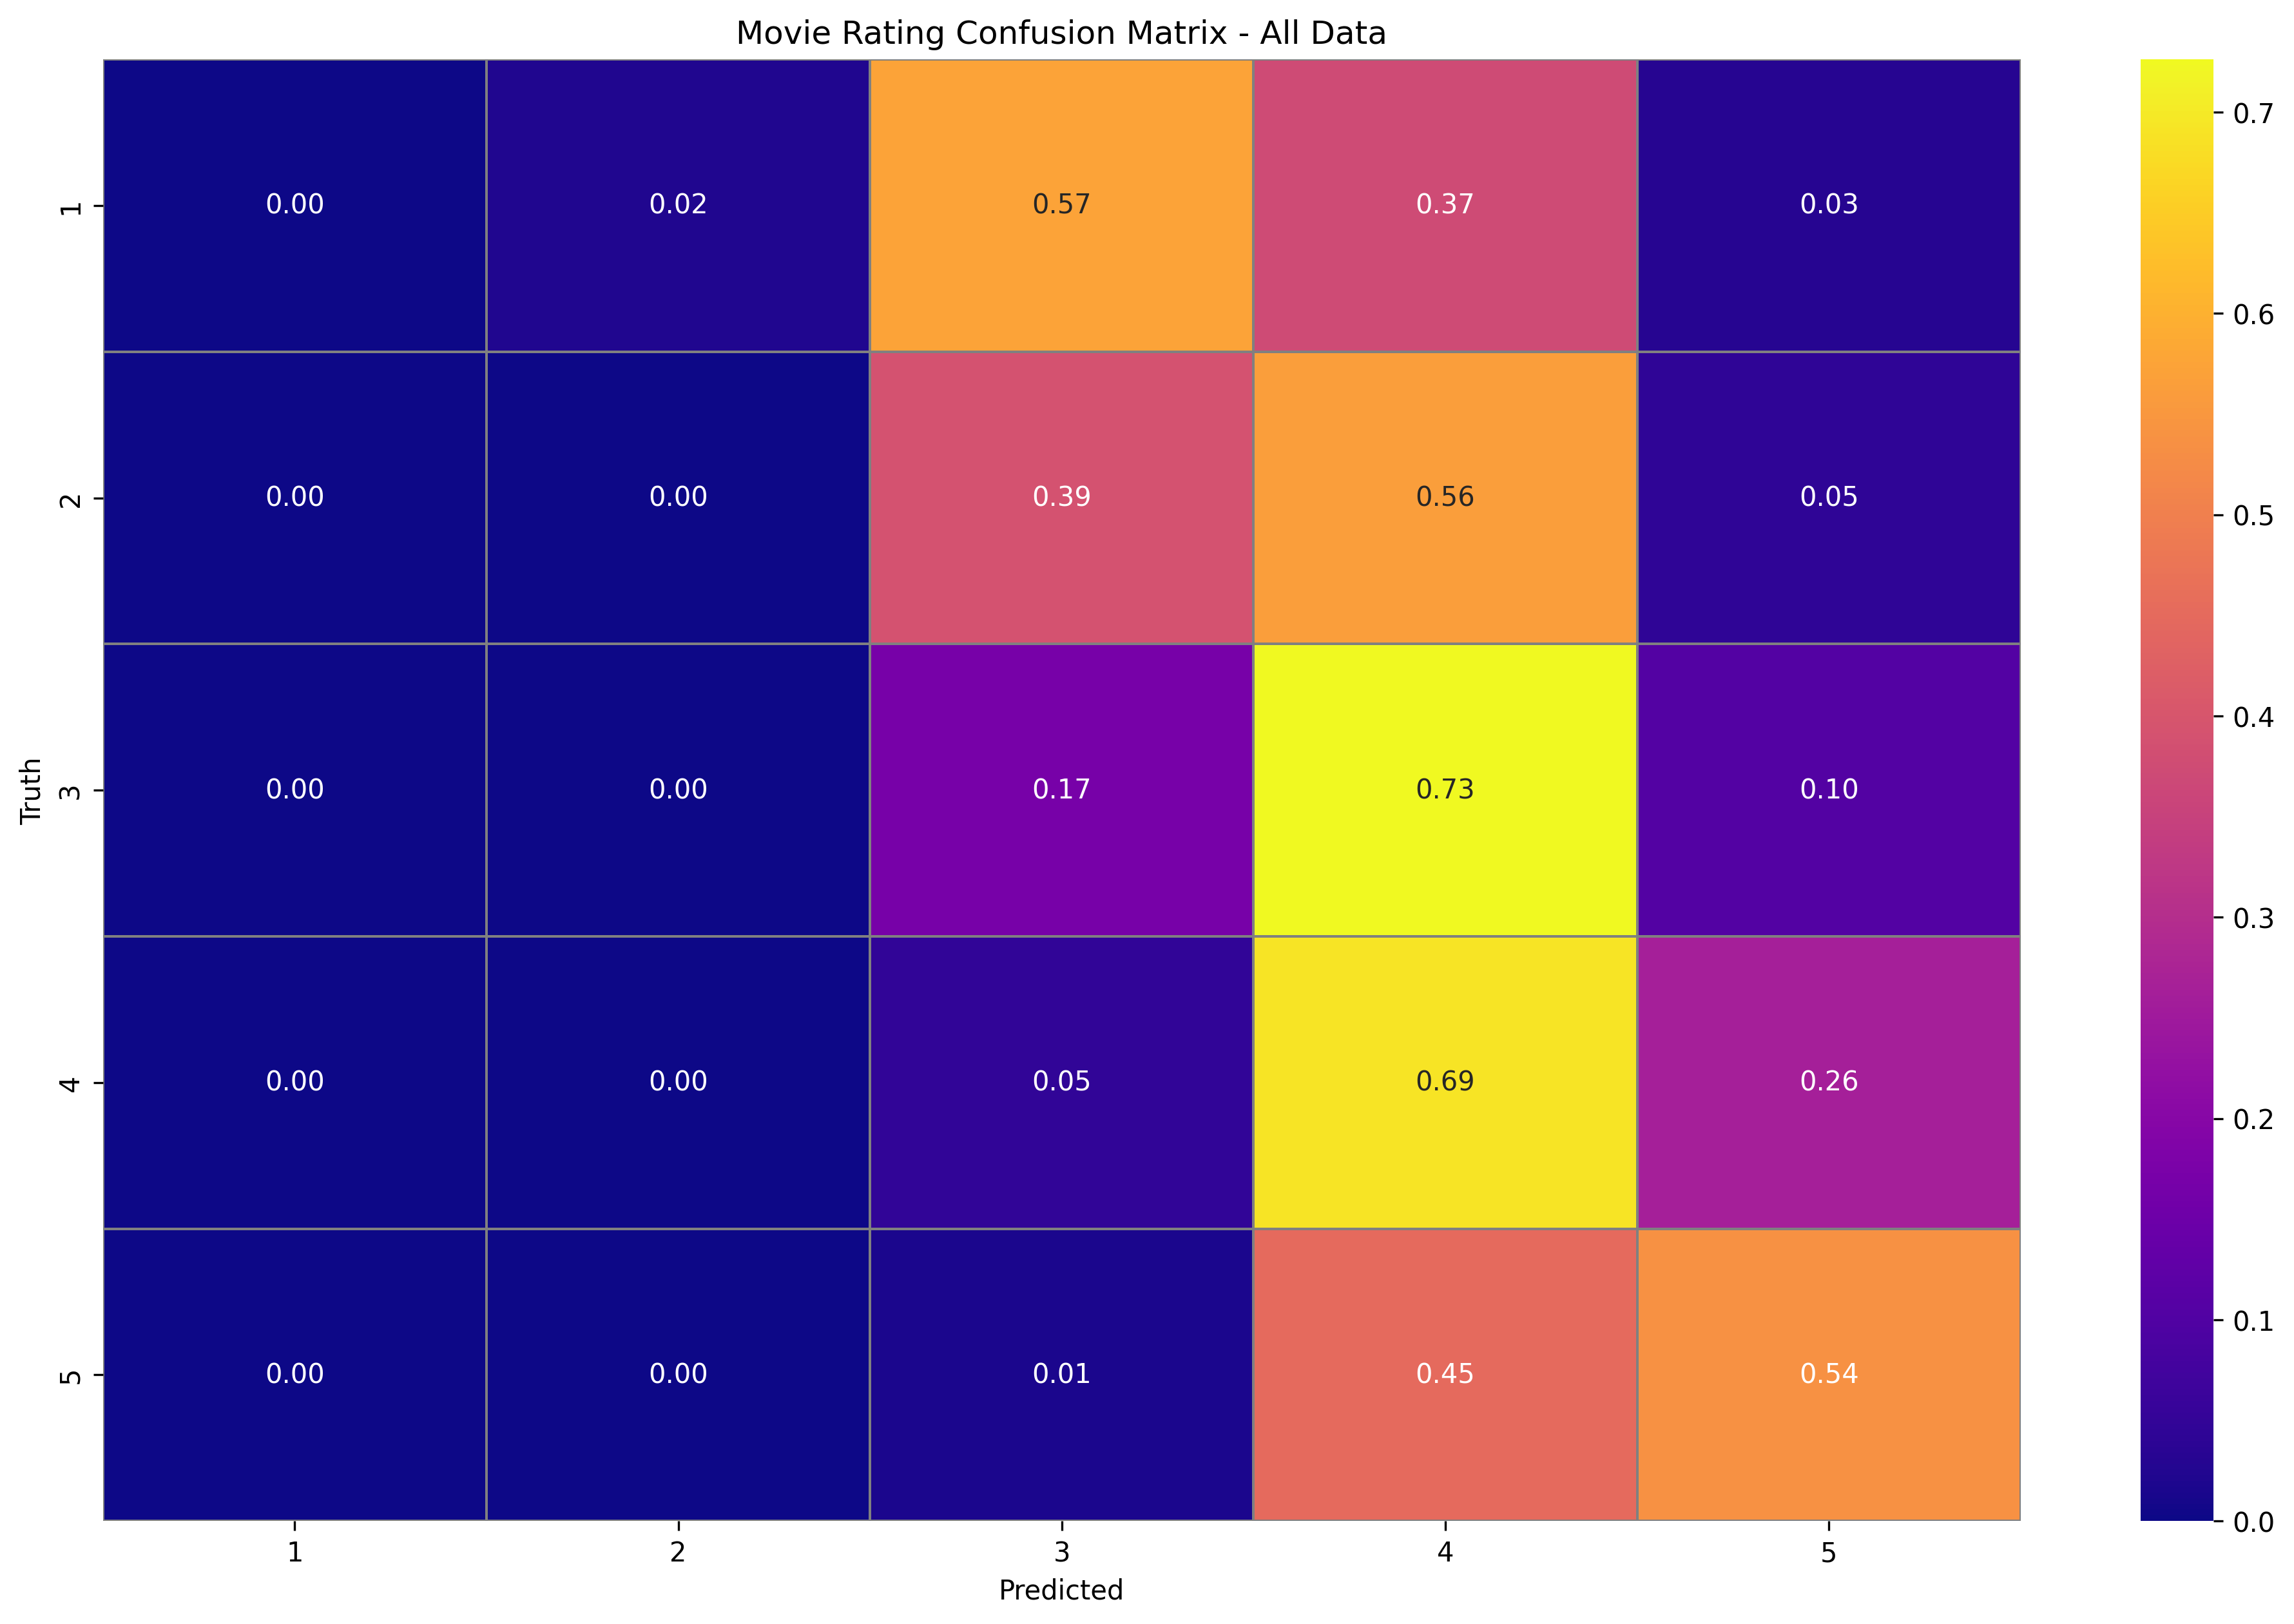 Movie Rating Confusion Matrix - All Data
Truth
1 0.00 0.02 0.57 0.37 0.03
2 0.00 0.00 0.39 0.56 0.05
3 0.00 0.00 0.17 0.73 0.10
4 0.00 0.00 0.05 0.69 0.26
5 0.00 0.00 0.01 0.45 0.54
1 2 3 4 5
Predicted
0.7
0.6
0.5
0.4
0.3
0.2
0.1
0.0